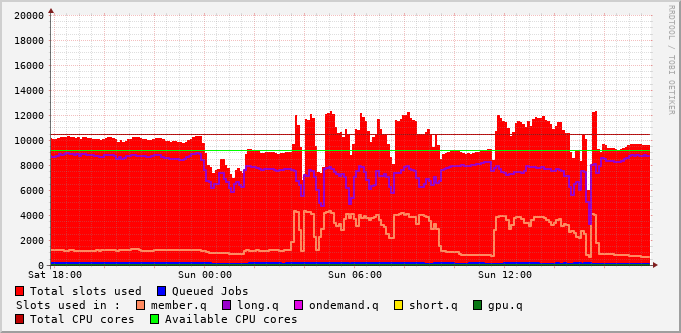 20000
18000
16000
14000
12000
10000
8000
6000
4000
2000
0
Sat 18:00 Sun 00:00 Sun 06:00 Sun 12:00
RRDTOOL / TOBI OETIKER
Total slots used Queued Jobs
Slots used in : member.q long.q ondemand.q short.q gpu.q
Total CPU cores Available CPU cores